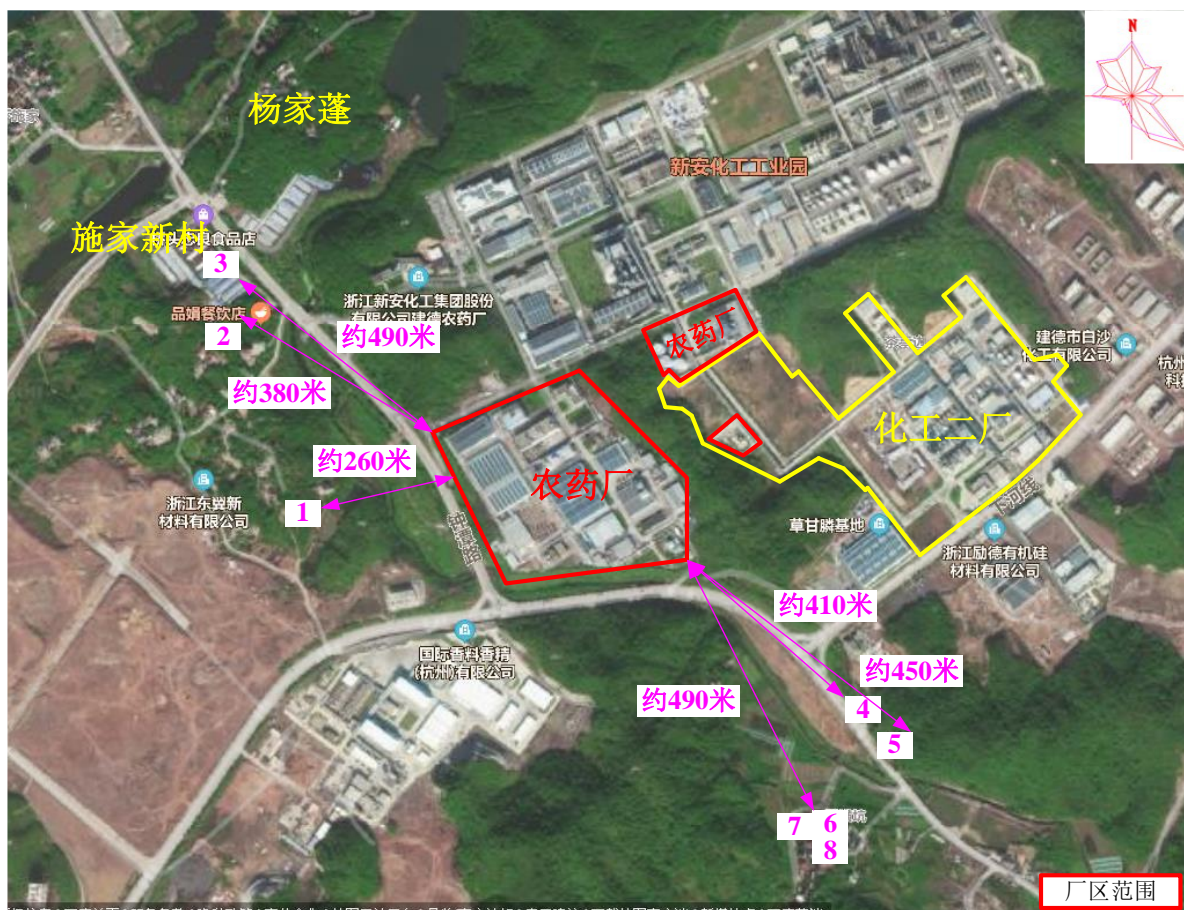 N
杨家蓬
新安化工工业园
施家新村
食品店
3
浙江新安化工集团股份
有限公司建德农药厂
品娟餐饮店
2
约490米
农药厂
建德市白沙
化工有限公司
杭州
科技
约380米
化工二厂
约260米
农药厂
1
浙江东翼新
材料有限公司
草甘膦基地
浙江励德有机硅
材料有限公司
约410米
国际香料香精
(杭州)有限公司
约450米
约490米
4
5
7
6
8
厂区范围